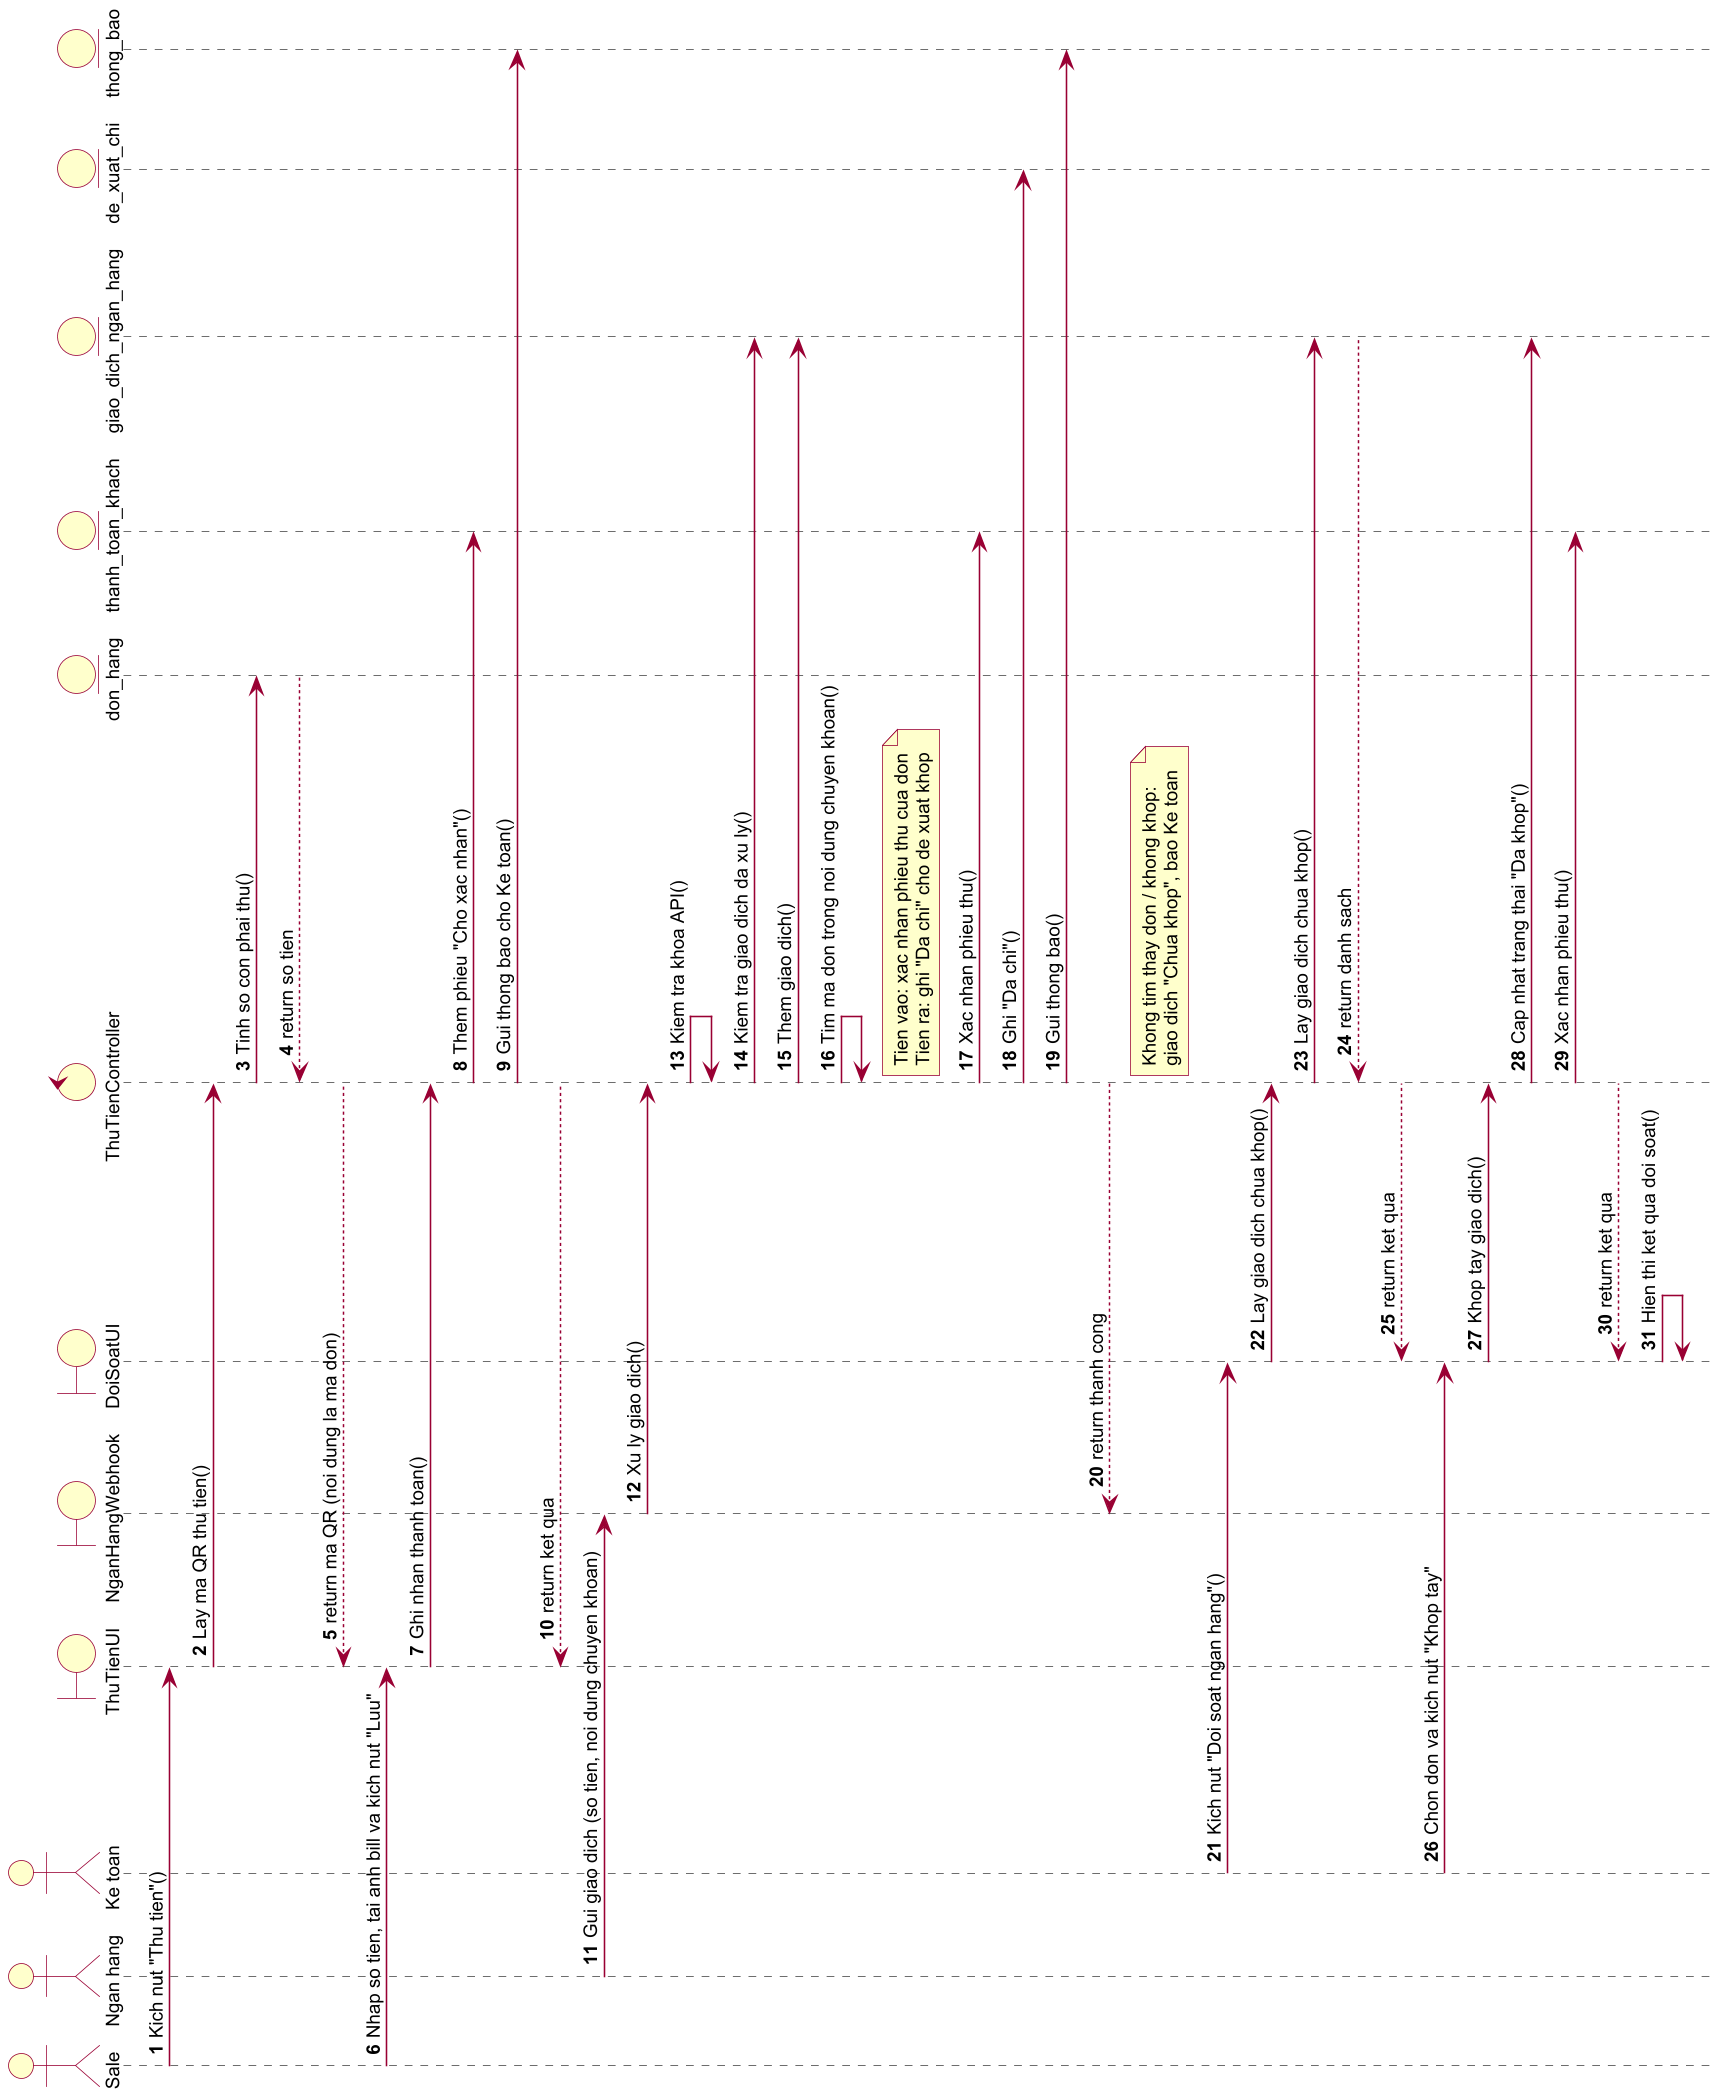 Sale
Ngan hang
Ke toan
ThuTienUI
NganHangWebhook
DoiSoatUI
ThuTienController
don_hang
thanh_toan_khach
giao_dich_ngan_hang
de_xuat_chi
thong_bao
1 Kich nut "Thu tien"()
2 Lay ma QR thu tien()
3 Tinh so con phai thu()
4 return so tien
5 return ma QR (noi dung la ma don)
6 Nhap so tien, tai anh bill va kich nut "Luu"
7 Ghi nhan thanh toan()
8 Them phieu "Cho xac nhan"()
9 Gui thong bao cho Ke toan()
10 return ket qua
11 Gui giao dich (so tien, noi dung chuyen khoan)
12 Xu ly giao dich()
13 Kiem tra khoa API()
14 Kiem tra giao dich da xu ly()
15 Them giao dich()
16 Tim ma don trong noi dung chuyen khoan()
Tien vao: xac nhan phieu thu cua don
Tien ra: ghi "Da chi" cho de xuat khop
17 Xac nhan phieu thu()
18 Ghi "Da chi"()
19 Gui thong bao()
20 return thanh cong
Khong tim thay don / khong khop:
giao dich "Chua khop", bao Ke toan
21 Kich nut "Doi soat ngan hang"()
22 Lay giao dich chua khop()
23 Lay giao dich chua khop()
24 return danh sach
25 return ket qua
26 Chon don va kich nut "Khop tay"
27 Khop tay giao dich()
28 Cap nhat trang thai "Da khop"()
29 Xac nhan phieu thu()
30 return ket qua
31 Hien thi ket qua doi soat()